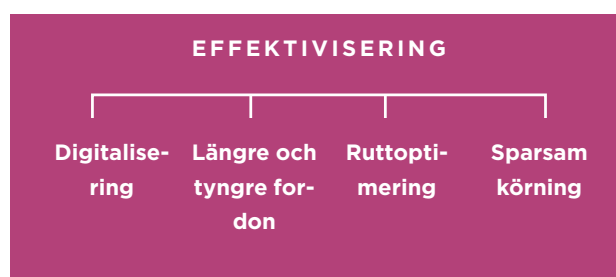 EFFEKTIVISERING
Digitalise-
ring
Längre och
tyngre for-
don
Ruttopti-
mering
Sparsam
körning